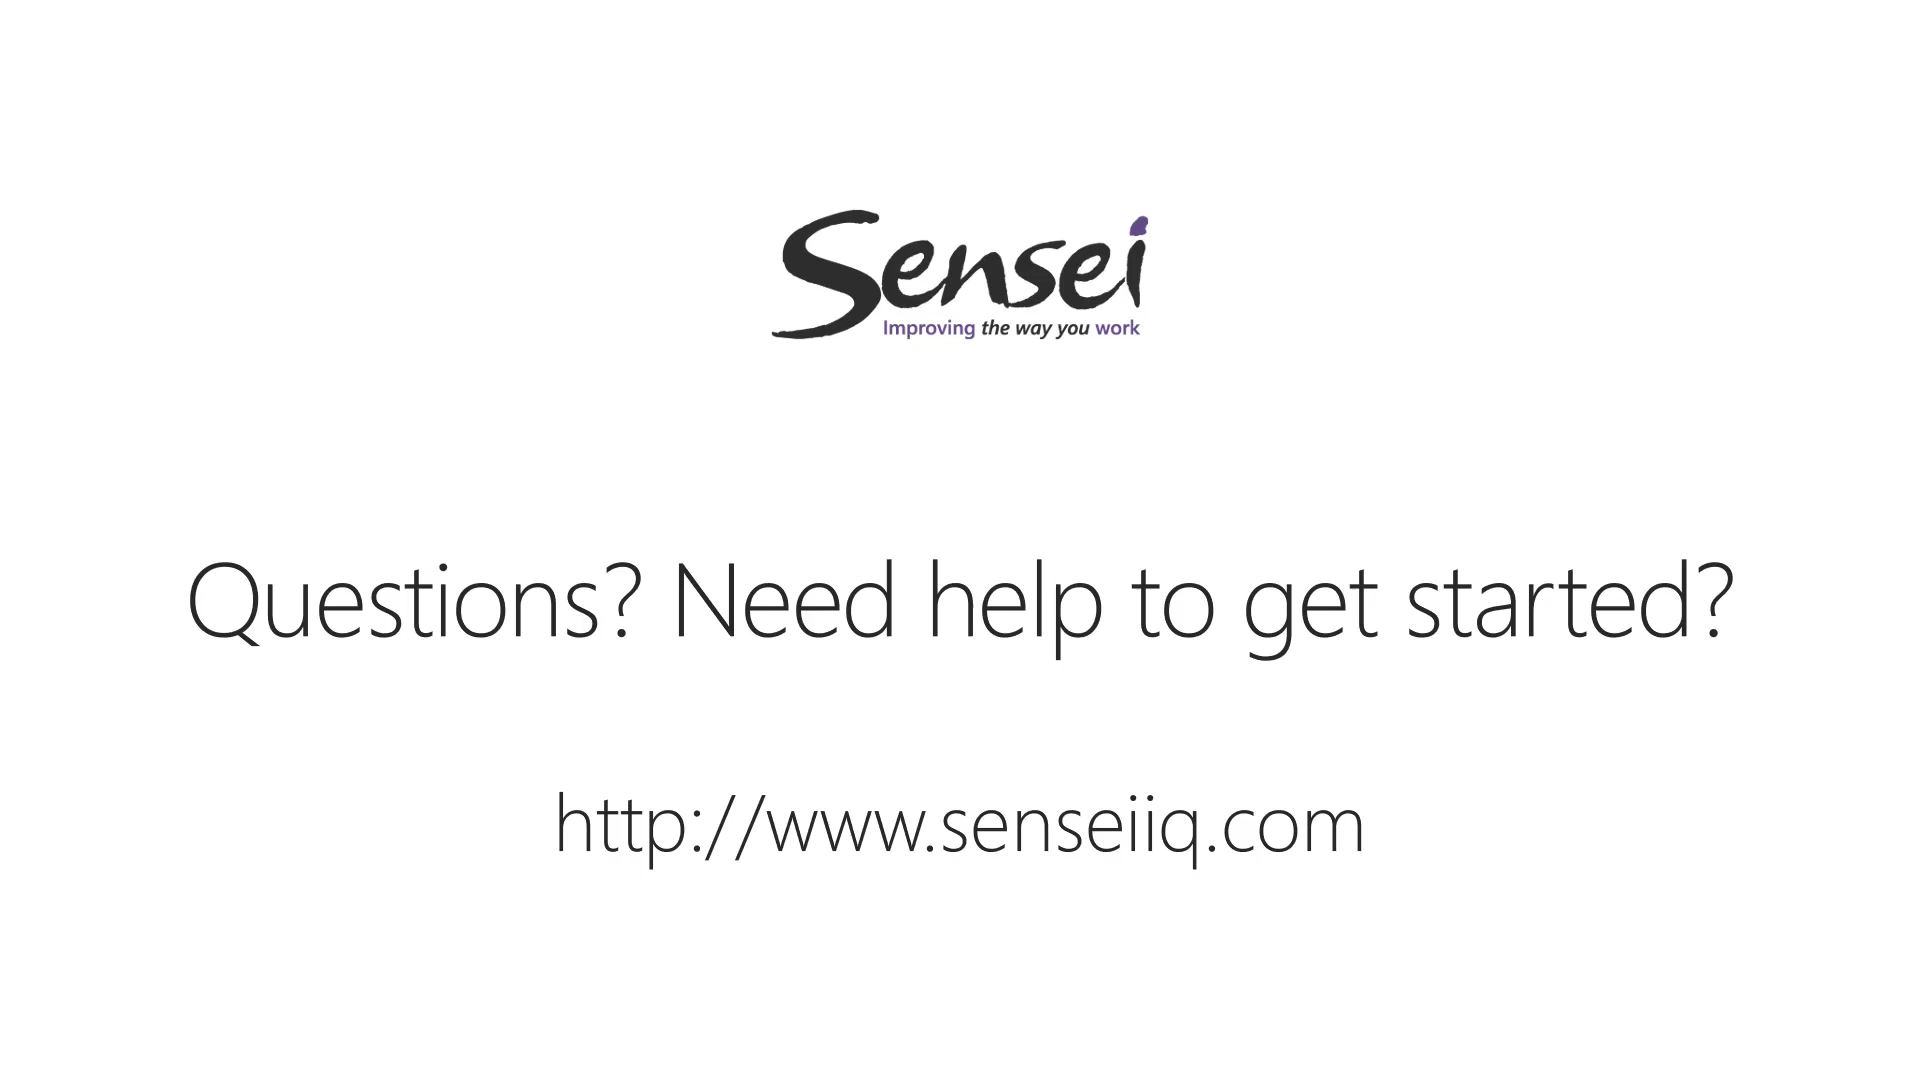 Sensei
Improving the way you work
Questions? Need help to get started?
http://www.senseiiq.com